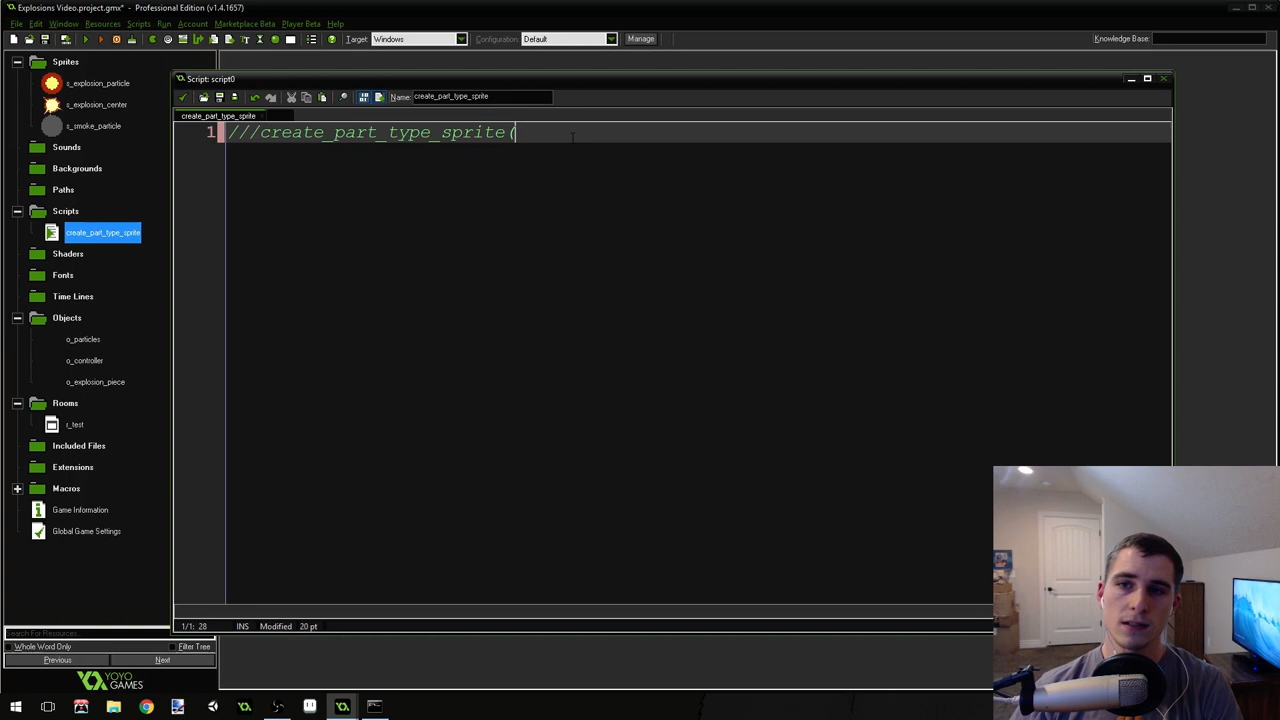 Explosions Video.project.gmx* - Professional Edition (v1.4.1657)
File Edit Window Resources Scripts Run Account Marketplace Beta Player Beta Help
Target: Windows Configuration: Default Manage Knowledge Base:
Sprites
s_explosion_particle
s_explosion_center
s_smoke_particle
Sounds
Backgrounds
Paths
Scripts
create_part_type_sprite
Shaders
Fonts
Time Lines
Objects
o_particles
o_controller
o_explosion_piece
Rooms
r_test
Included Files
Extensions
Macros
Game Information
Global Game Settings
Search For Resources...
Whole Word Only Filter Tree
Previous Next
YOYO
GAMES
Script: script0
Name: create_part_type_sprite
create_part_type_sprite
1 ///create_part_type_sprite(
1/1: 28 INS Modified 20 pt